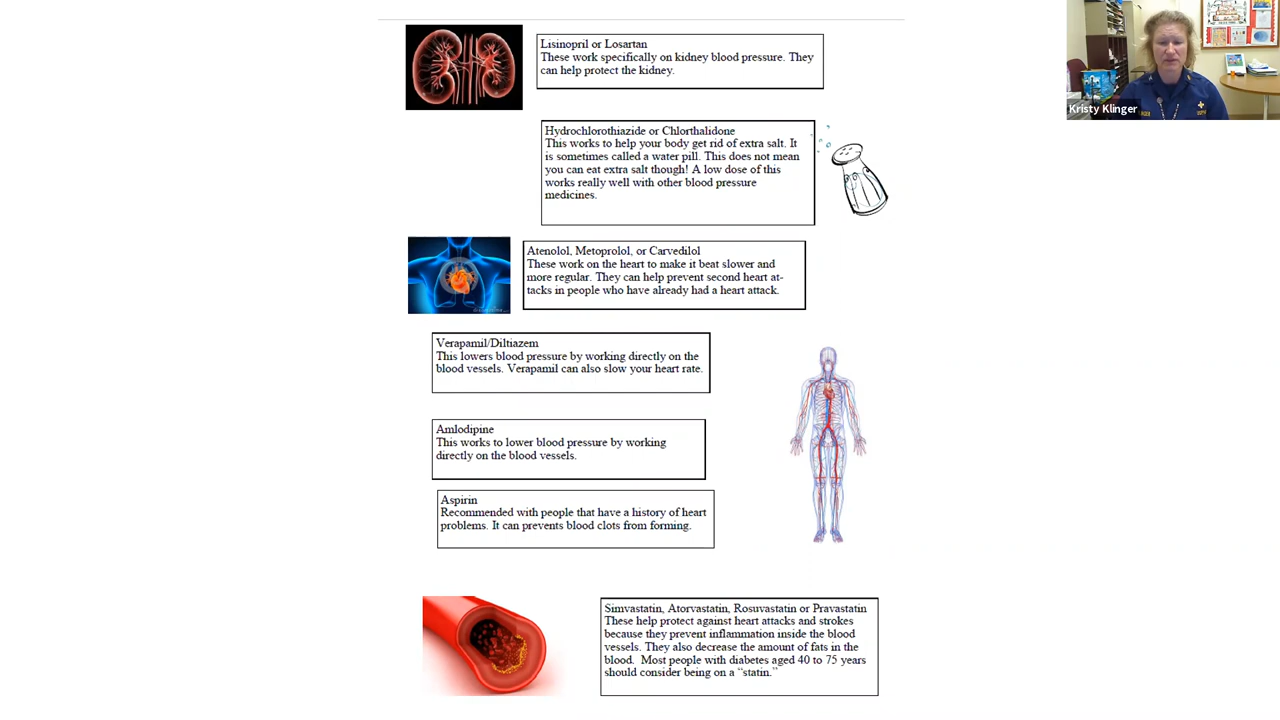 Lisinopril or Losartan
These work specifically on kidney blood pressure. They
can help protect the kidney.
Kristy Klinger
Hydrochlorothiazide or Chlorthalidone
This works to help your body get rid of extra salt. It
is sometimes called a water pill. This does not mean
you can eat extra salt though! A low dose of this
works really well with other blood pressure
medicines.
Atenolol, Metoprolol, or Carvedilol
These work on the heart to make it beat slower and
more regular. They can help prevent second heart at-
tacks in people who have already had a heart attack.
Verapamil/Diltiazem
This lowers blood pressure by working directly on the
blood vessels. Verapamil can also slow your heart rate.
Amlodipine
This works to lower blood pressure by working
directly on the blood vessels.
Aspirin
Recommended with people that have a history of heart
problems. It can prevents blood clots from forming.
Simvastatin, Atorvastatin, Rosuvastatin or Pravastatin
These help protect against heart attacks and strokes
because they prevent inflammation inside the blood
vessels. They also decrease the amount of fats in the
blood.  Most people with diabetes aged 40 to 75 years
should consider being on a “statin.”